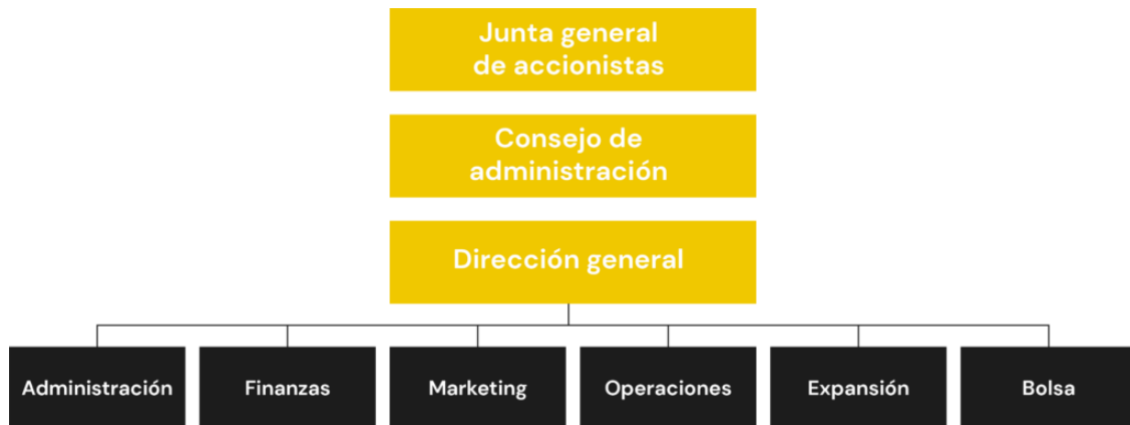 Junta general
de accionistas
Consejo de
administración
Dirección general
Administración
Finanzas
Marketing
Operaciones
Expansión
Bolsa